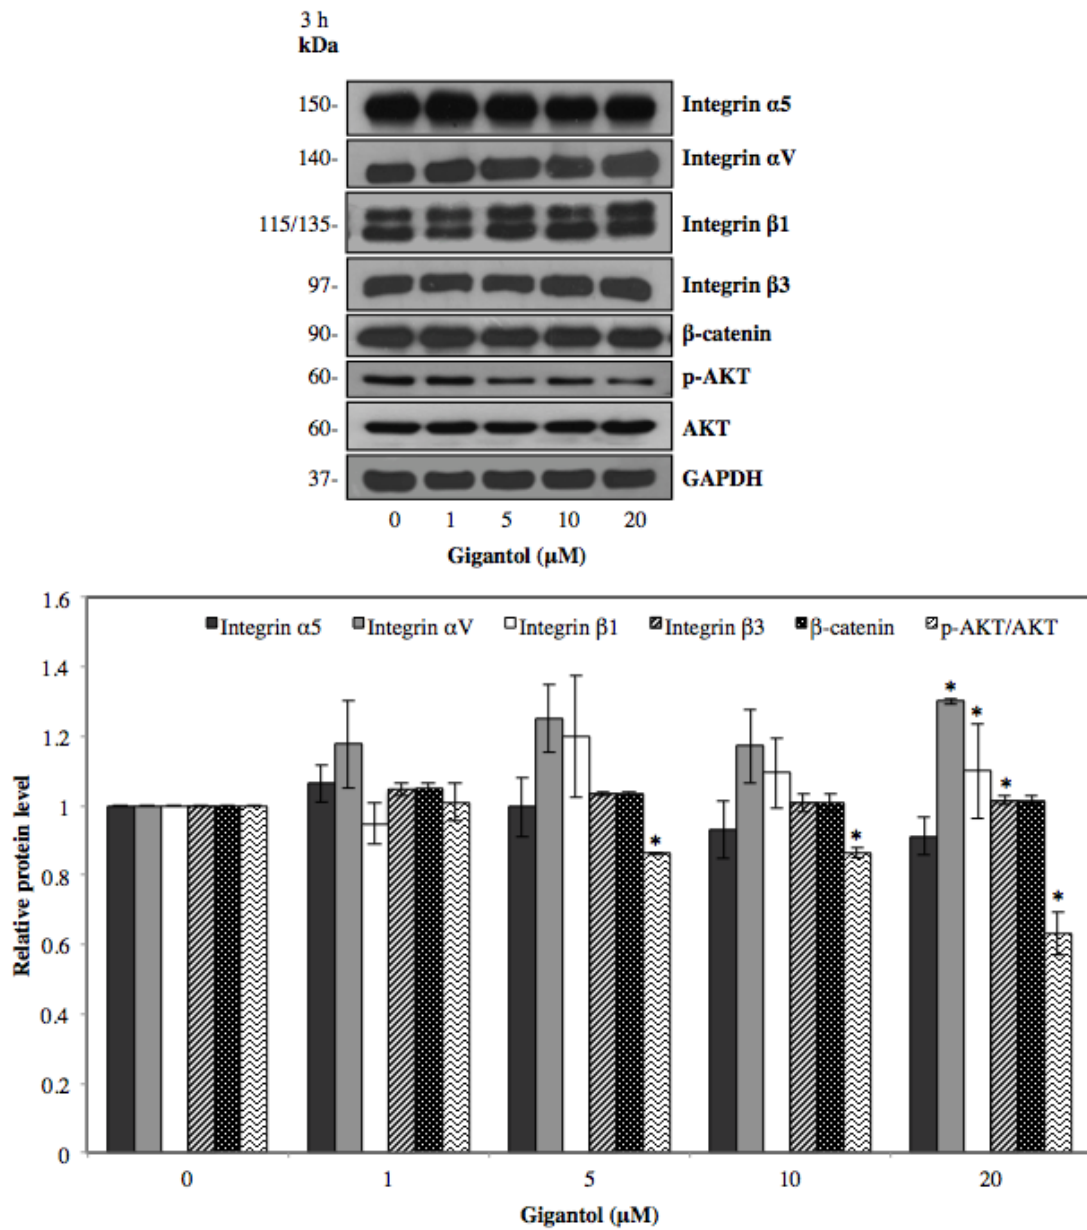 3 h
kDa
150- Integrin α5
140- Integrin αV
115/135- Integrin β1
97- Integrin β3
90- β-catenin
60- p-AKT
60- AKT
37- GAPDH
0 1 5 10 20
Gigantol (μM)
1.6
Integrin α5 Integrin αV Integrin β1 Integrin β3 β-catenin p-AKT/AKT
1.4
* *
1.2
*
1
* * *
0.8
0.6
0.4
0.2
0
Relative protein level
0 1 5 10 20
Gigantol (μM)